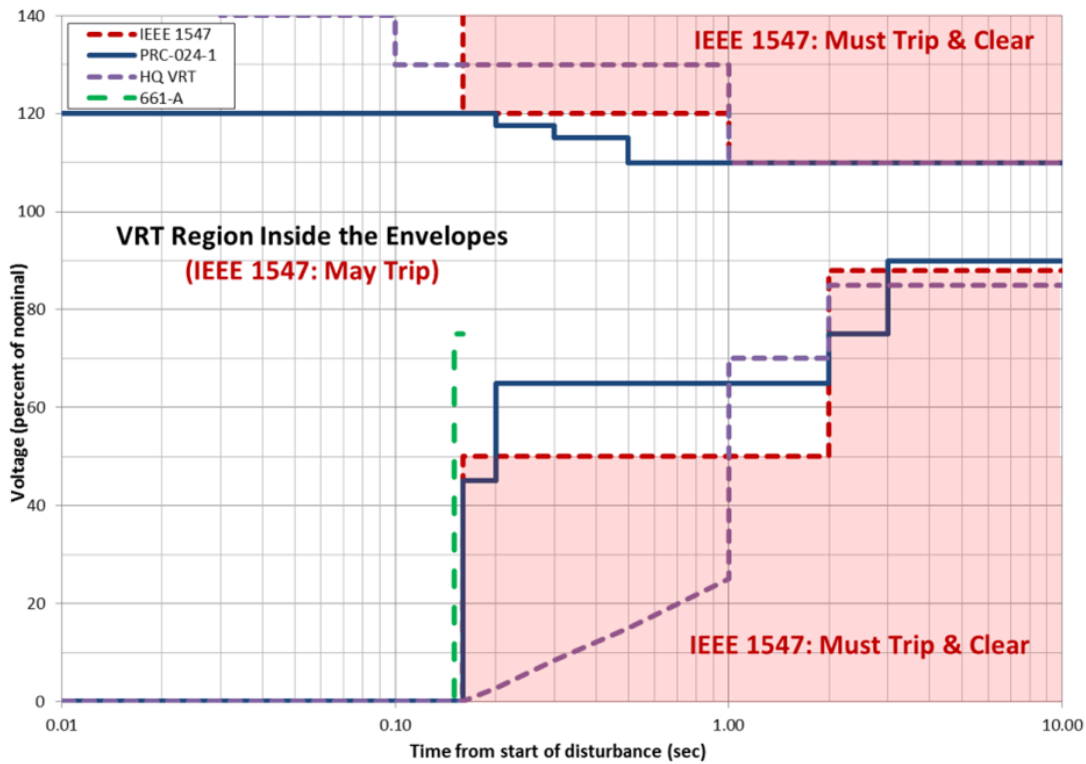 140
IEEE 1547
PRC-024-1
HQ VRT
661-A
IEEE 1547: Must Trip & Clear
120
100
VRT Region Inside the Envelopes
(IEEE 1547: May Trip)
80
60
40
20
0
IEEE 1547: Must Trip & Clear
Voltage (percent of nominal)
0.01
0.10
1.00
10.00
Time from start of disturbance (sec)